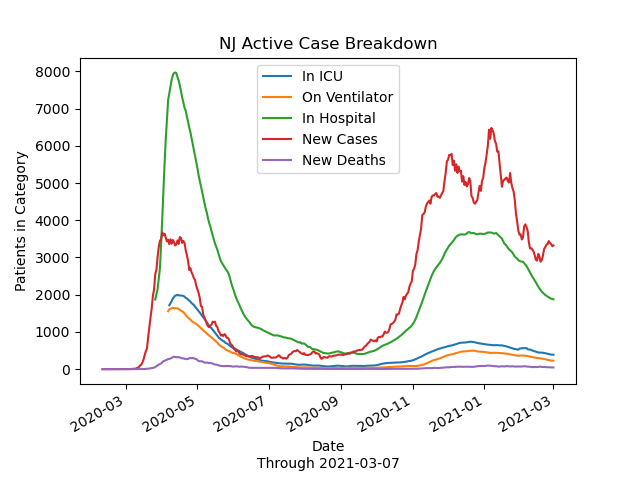 NJ Active Case Breakdown
In ICU
On Ventilator
In Hospital
New Cases
New Deaths
Patients in Category
8000
7000
6000
5000
4000
3000
2000
1000
0
2020-03
2020-05
2020-07
2020-09
2020-11
2021-01
2021-03
Date
Through 2021-03-07